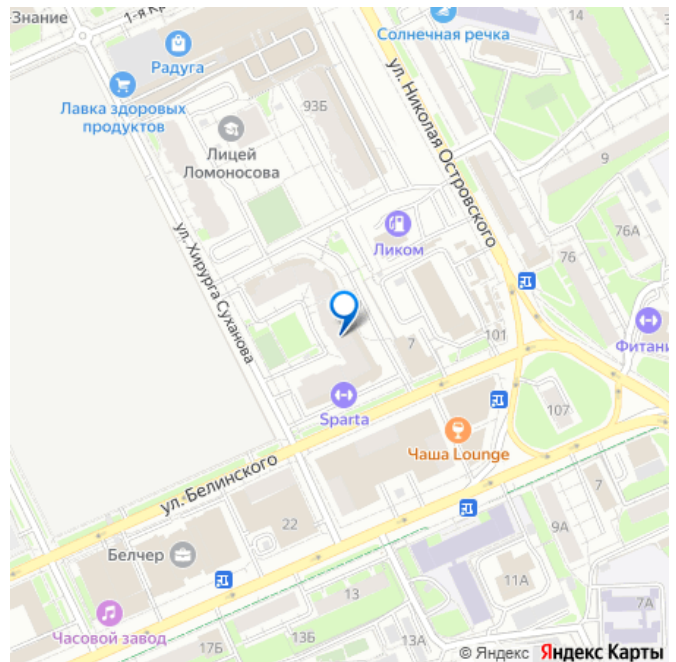 Знание
1-я К
14
Солнечная речка
Радуга
Лавка здоровых
продуктов
93Б
ул. Николая Островского
Лицей
Ломоносова
9
76А
Ликом
76
ул. Хирурга Суханова
101
7
Фитани
Sparta
107
Чаша Lounge
ул. Белинского
7
22
9А
Белчер
11А
13
7А
Часовой завод
17Б
13Б
13А
© Яндекс Яндекс Карты